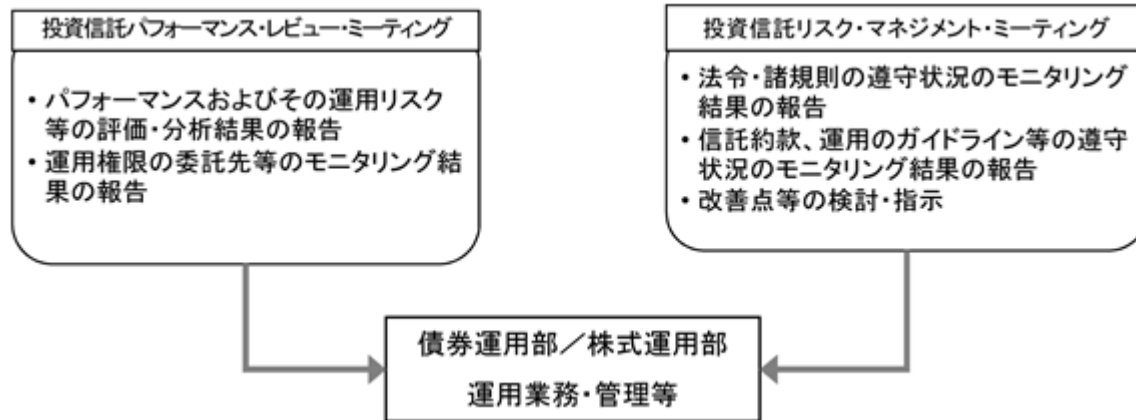 投資信託パフォーマンス・レビュー・ミーティング
・パフォーマンスおよびその運用リスク
等の評価・分析結果の報告
・運用権限の委託先等のモニタリング結
果の報告
投資信託リスク・マネジメント・ミーティング
・法令・諸規則の遵守状況のモニタリング
結果の報告
・信託約款、運用のガイドライン等の遵守
状況のモニタリング結果の報告
・改善点等の検討・指示
債券運用部／株式運用部
運用業務・管理等